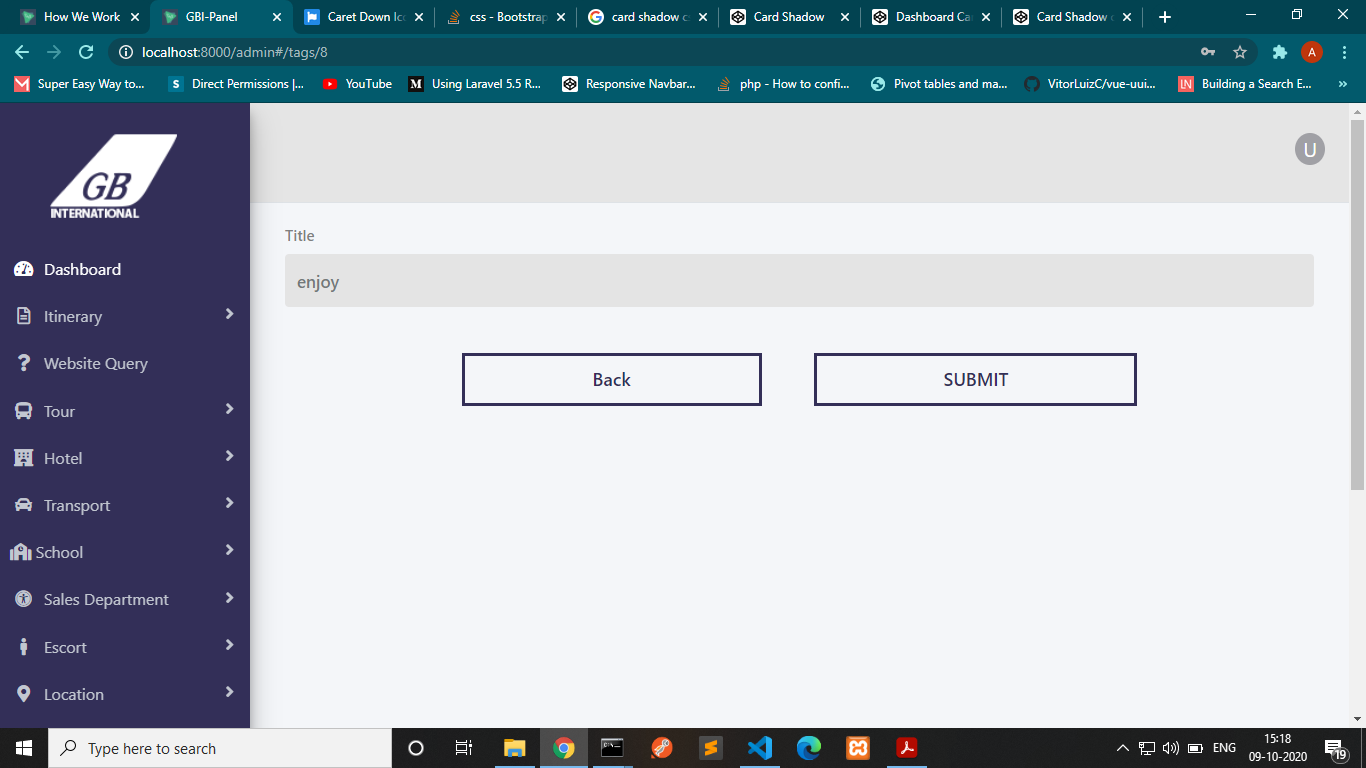 How We Work
GBI-Panel
Caret Down Ico
css - Bootstrap
card shadow cs
Card Shadow
Dashboard Car
Card Shadow c
localhost:8000/admin#/tags/8
A
Super Easy Way to...
Direct Permissions |...
YouTube
Using Laravel 5.5 R...
Responsive Navbar...
php - How to confi...
Pivot tables and ma...
VitorLuizC/vue-uui...
Building a Search E...
GB
INTERNATIONAL
U
Dashboard
Itinerary
Website Query
Tour
Hotel
Transport
School
Sales Department
Escort
Location
Title
enjoy
Back
SUBMIT
Type here to search
ENG
15:18
09-10-2020
19